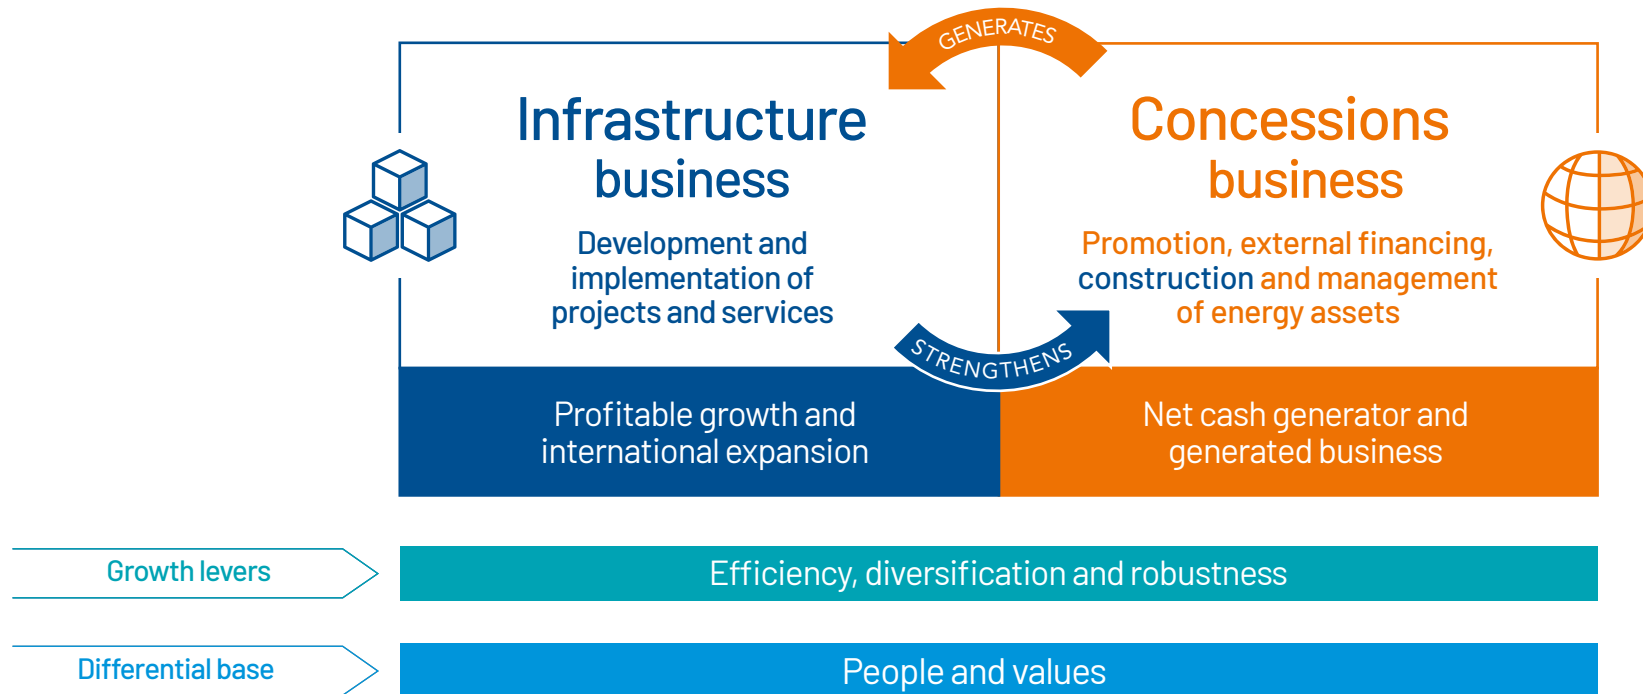 GENERATES
Infrastructure
business
Development and
implementation of
projects and services
Concessions
business
Promotion, external financing,
construction and management
of energy assets
STRENGTHENS
Profitable growth and
international expansion
Net cash generator and
generated business
Growth levers
Efficiency, diversification and robustness
Differential base
People and values